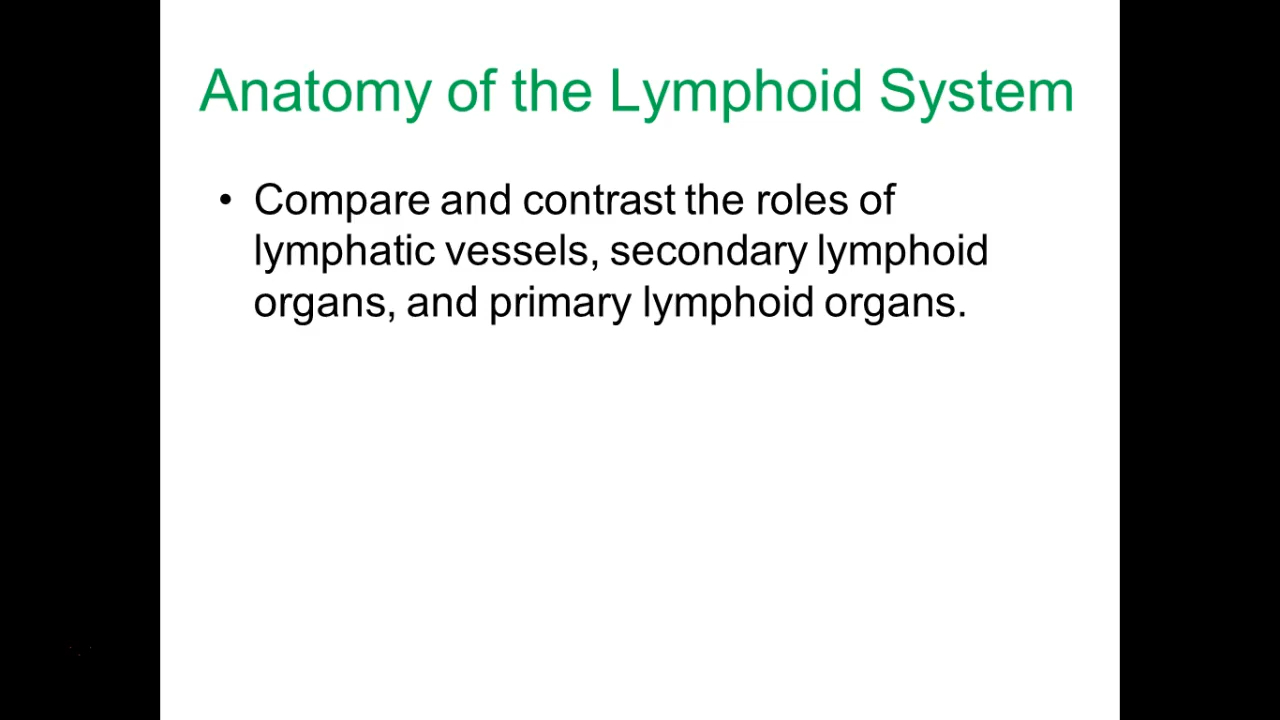 Anatomy of the Lymphoid System
• Compare and contrast the roles of
lymphatic vessels, secondary lymphoid
organs, and primary lymphoid organs.